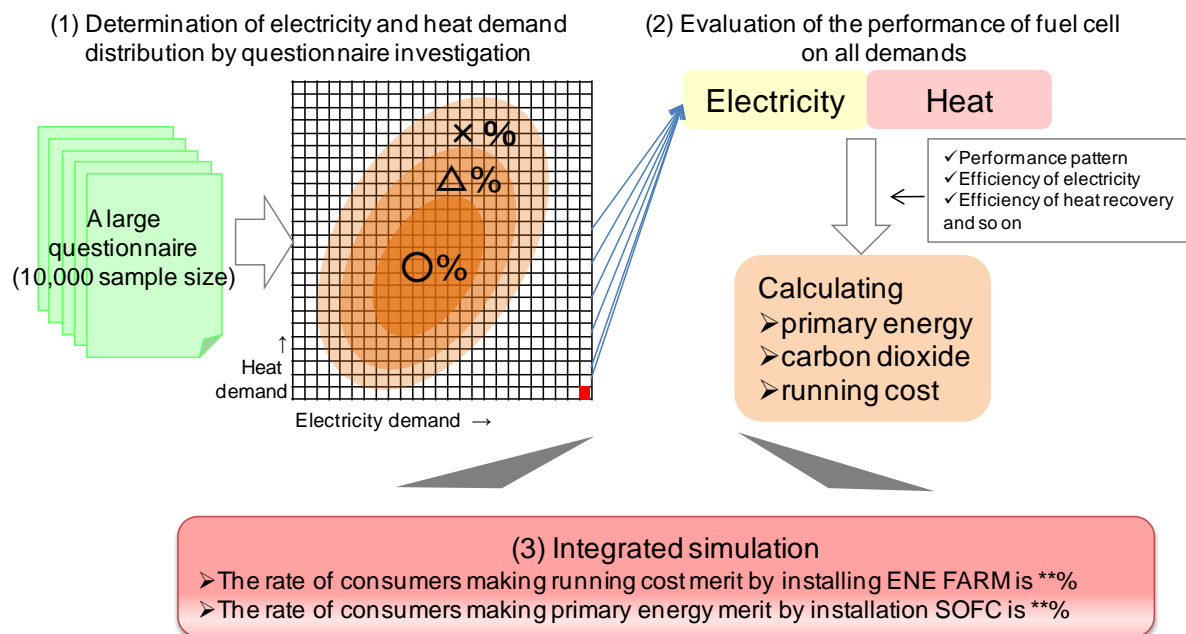 (1) Determination of electricity and heat demand
distribution by questionnaire investigation
A large
questionnaire
(10,000 sample size)
×%
△%
○%
↑
Heat
demand
Electricity demand →
(2) Evaluation of the performance of fuel cell
on all demands
Electricity
Heat
✓Performance pattern
✓Efficiency of electricity
✓Efficiency of heat recovery
and so on
Calculating
➢primary energy
➢carbon dioxide
➢running cost
(3) Integrated simulation
➢The rate of consumers making running cost merit by installing ENE FARM is **%
➢The rate of consumers making primary energy merit by installation SOFC is **%